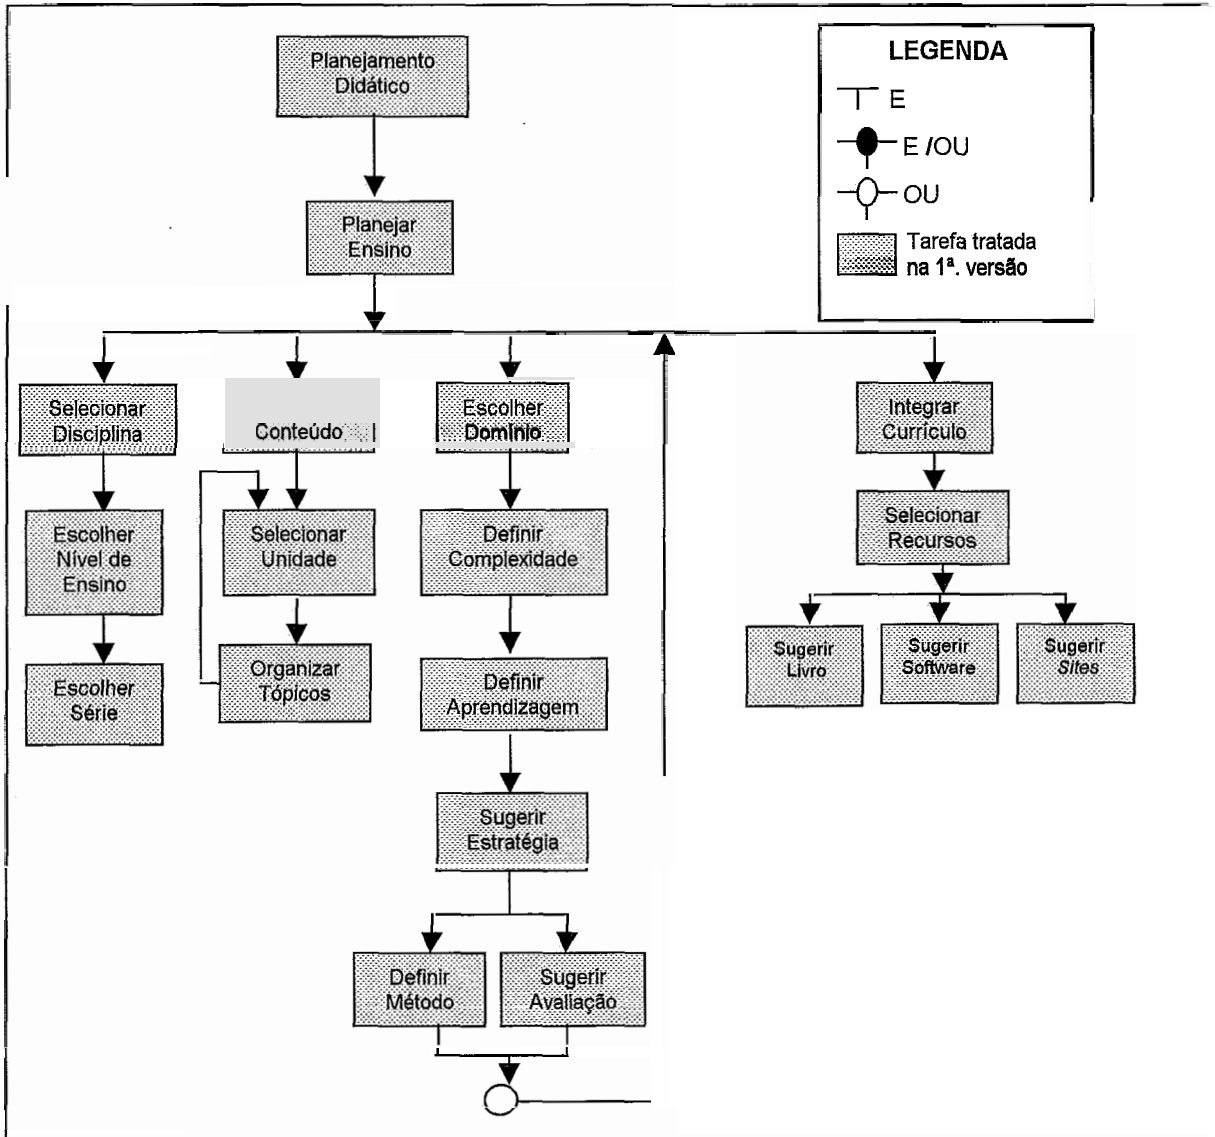 Planejamento
Didático
LEGENDA
E
E /OU
OU
Tarefa tratada
na 1ª. versão
Planejar
Ensino
Selecionar
Disciplina
Conteúdo
Escolher
Domínio
Integrar
Currículo
Escolher
Nível de
Ensino
Selecionar
Unidade
Definir
Complexidade
Selecionar
Recursos
Escolher
Série
Organizar
Tópicos
Definir
Aprendizagem
Sugerir
Livro
Sugerir
Software
Sugerir
Sites
Sugerir
Estratégia
Definir
Método
Sugerir
Avaliação